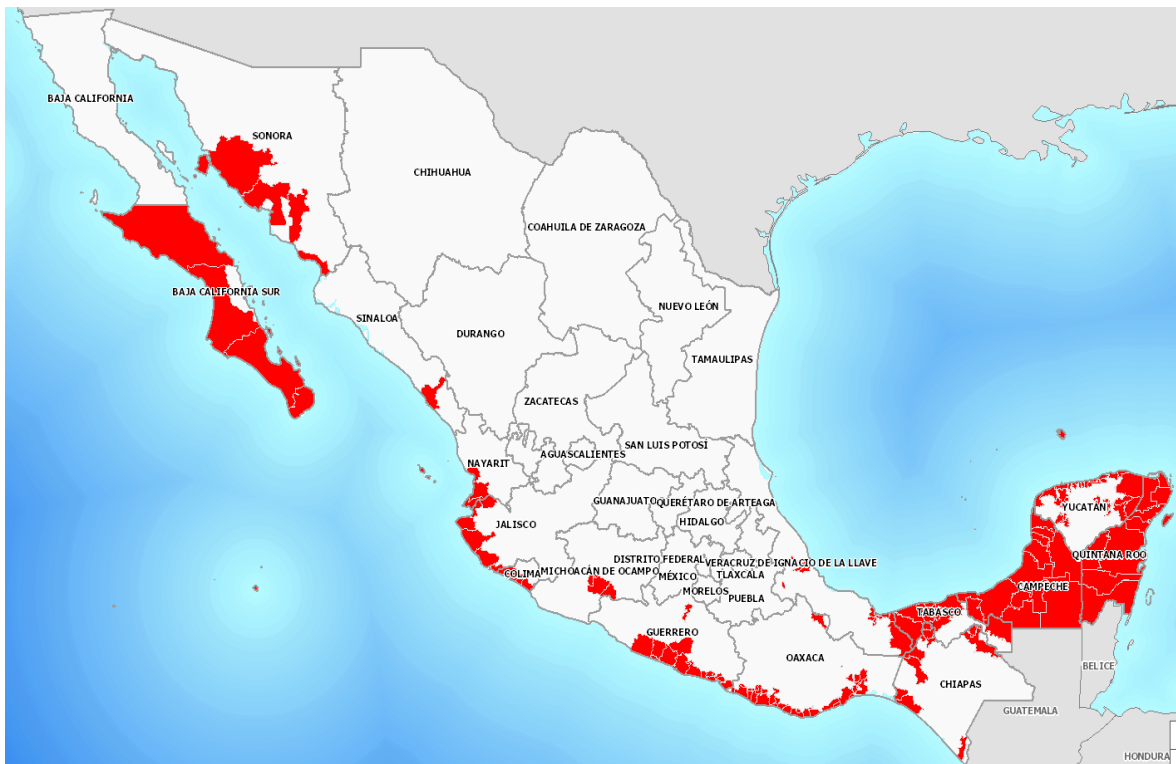 BAJA CALIFORNIA
SONORA
CHIHUAHUA
COAHUILA DE ZARAGOZA
BAJA CALIFORNIA SUR
NUEVO LEÓN
SINALOA
DURANGO
TAMAULIPAS
ZACATECAS
SAN LUIS POTOSÍ
NAYARIT
AGUASCALIENTES
GUANAJUATO
QUERÉTARO DE ARTEAGA
YUCATÁN
JALISCO
HIDALGO
QUINTANA ROO
DISTRITO FEDERAL
VERACRUZ DE IGNACIO DE LA LLAVE
COLIMA
MICHOACÁN DE OCAMPO
MÉXICO
TLAXCALA
CAMPECHE
MORELOS
PUEBLA
TABASCO
GUERRERO
OAXACA
BELICE
CHIAPAS
GUATEMALA
HONDURA